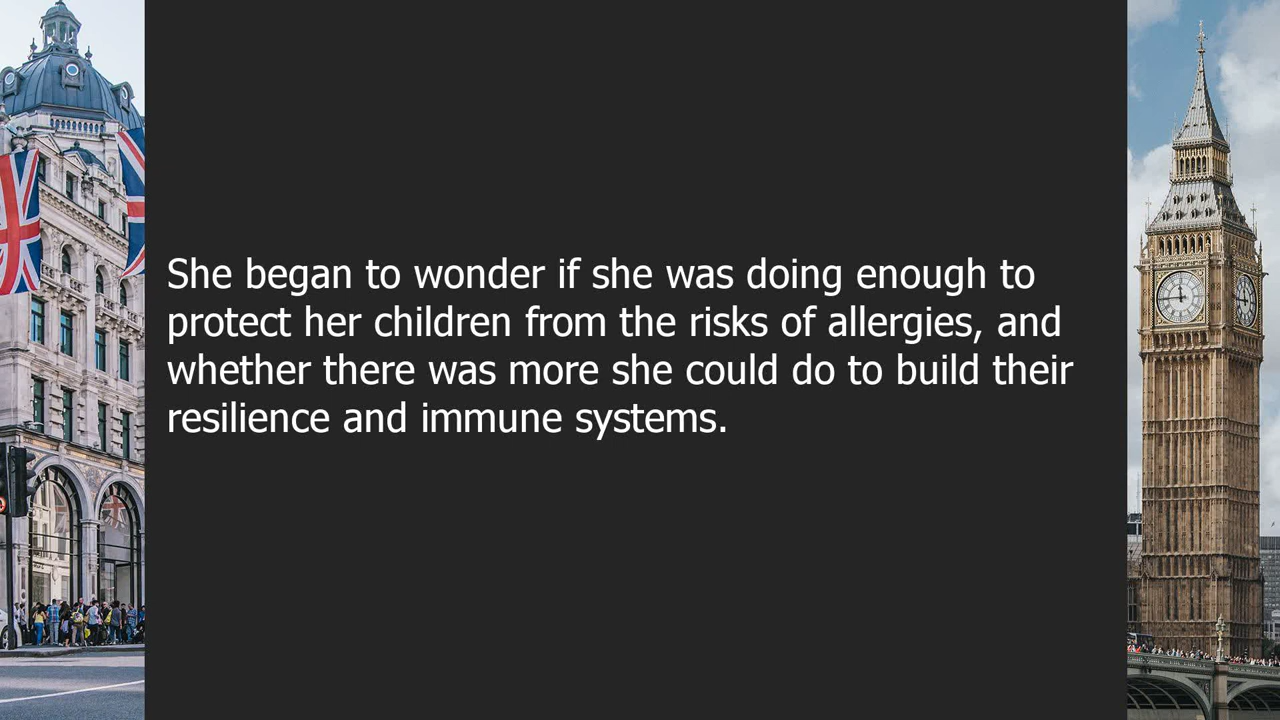 She began to wonder if she was doing enough to
protect her children from the risks of allergies, and
whether there was more she could do to build their
resilience and immune systems.